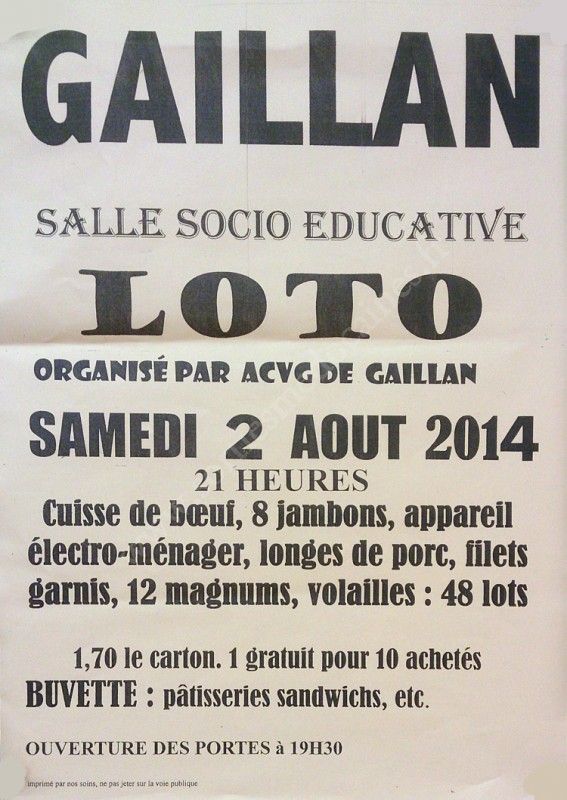 GAILLAN
SALLE SOCIO EDUCATIVE
LOTO
ORGANISÉ PAR ACVG DE GAILLAN
SAMEDI 2 AOUT 2014
21 HEURES
Cuisse de bœuf, 8 jambons, appareil
électro-ménager, longes de porc, filets
garnis, 12 magnums, volailles : 48 lots
1,70 le carton. 1 gratuit pour 10 achetés
BUVETTE : pâtisseries sandwichs, etc.
OUVERTURE DES PORTES à 19H30
imprimé par nos soins, ne pas jeter sur la voie publique